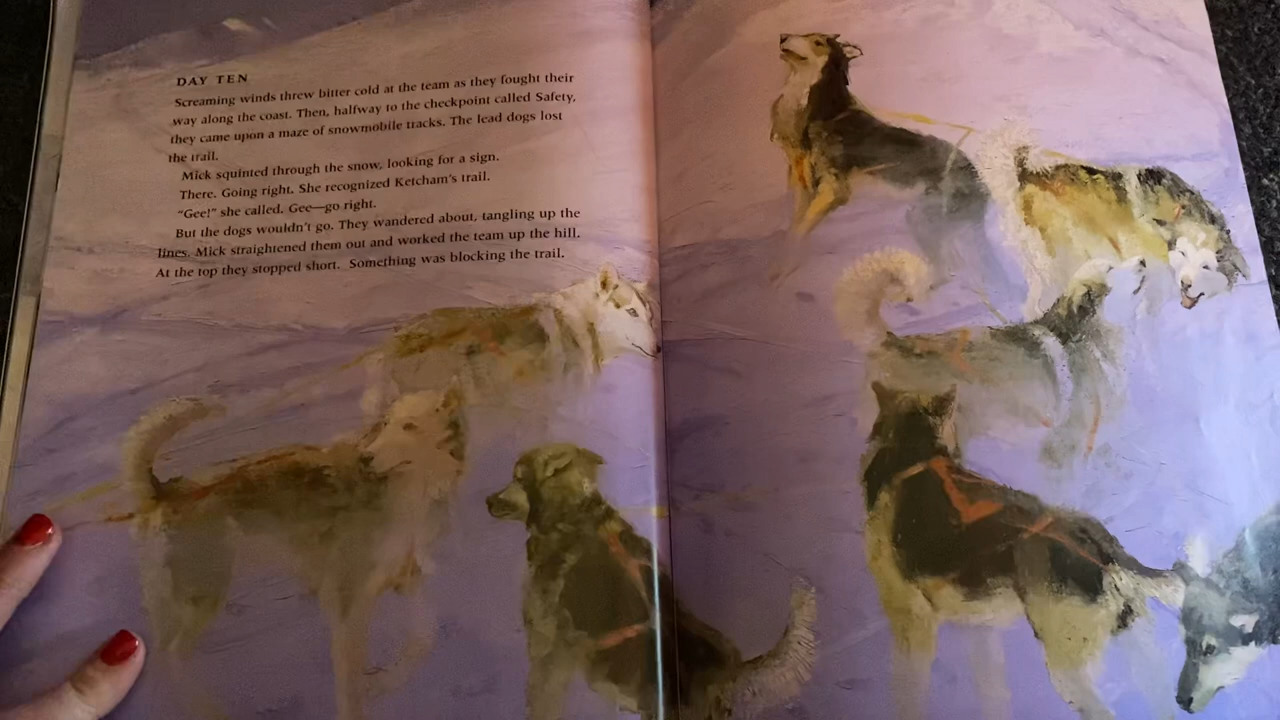 DAY TEN
Screaming winds threw bitter cold at the team as they fought their
way along the coast. Then, halfway to the checkpoint called Safety,
they came upon a maze of snowmobile tracks. The lead dogs lost
the trail.
Mick squinted through the snow, looking for a sign.
There. Going right. She recognized Ketcham's trail.
“Gee!” she called. Gee—go right.
But the dogs wouldn't go. They wandered about, tangling up the
lines. Mick straightened them out and worked the team up the hill.
At the top they stopped short. Something was blocking the trail.